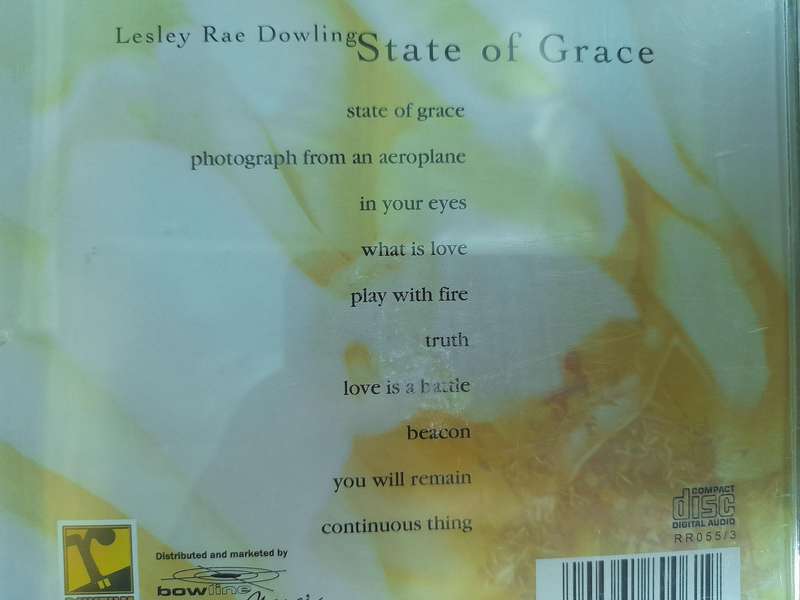 Lesley Rae Dowling State of Grace
state of grace
photograph from an aeroplane
in your eyes
what is love
play with fire
truth
love is a battle
beacon
you will remain
continuous thing
COMPACT
disc
DIGITAL AUDIO
RR055/3
r.
Distributed and marketed by
bowline